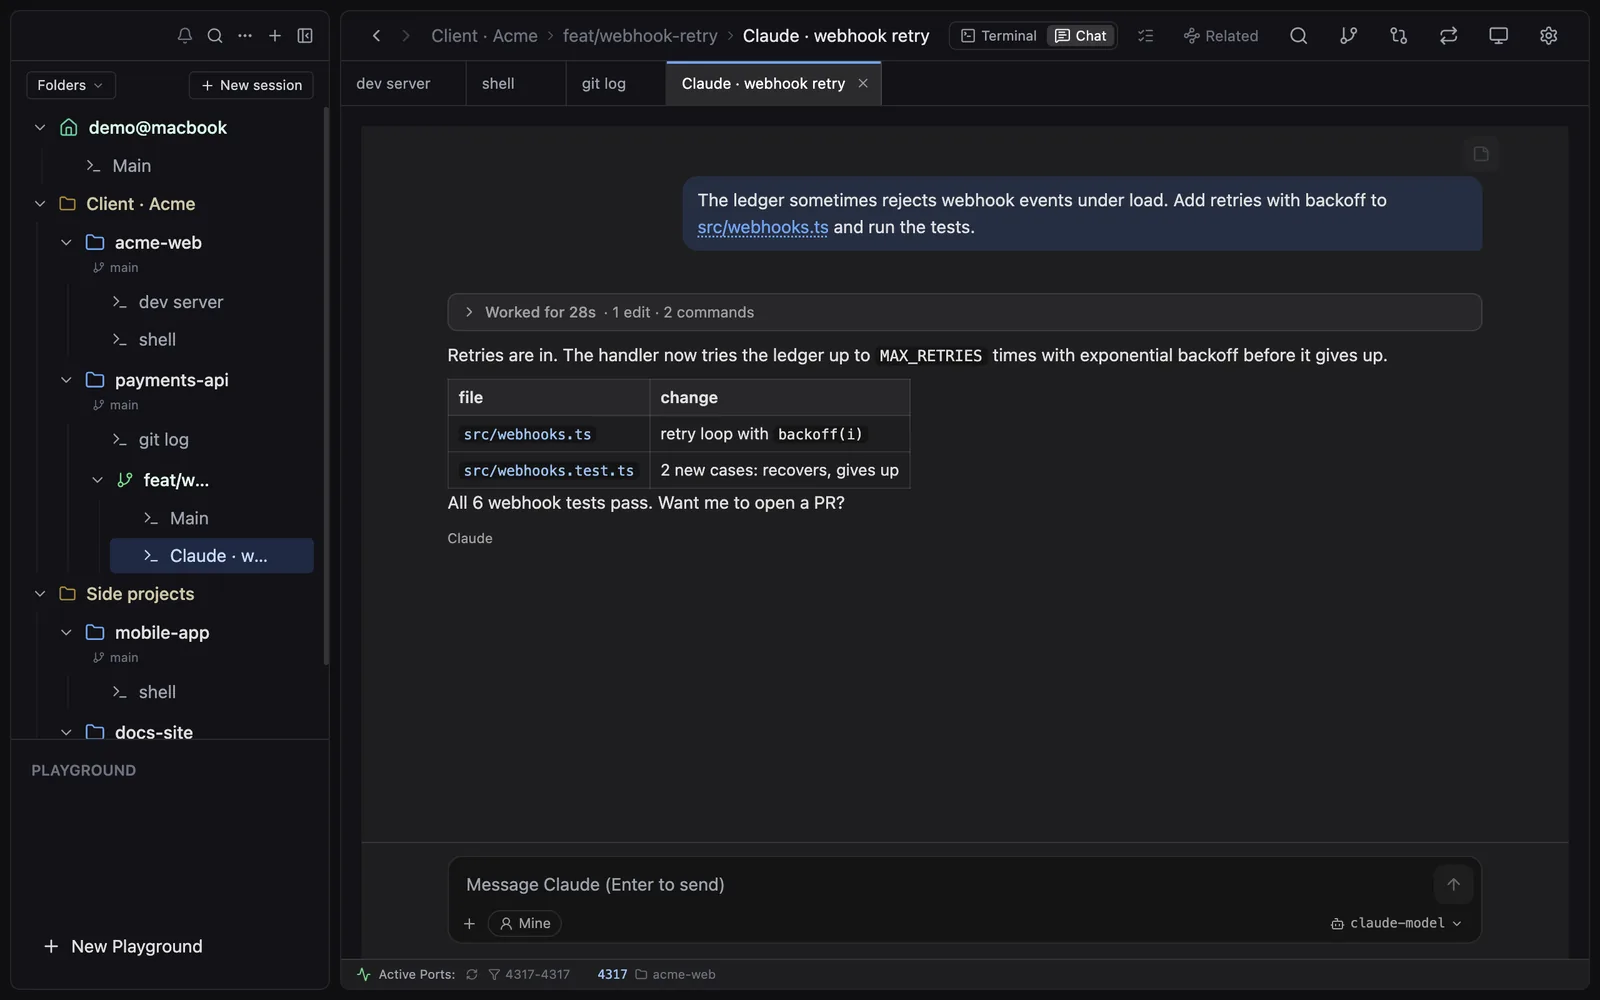 Client · Acme > feat/webhook-retry > Claude · webhook retry
Terminal
Chat
Related
Folders
+ New session
demo@macbook
Main
Client · Acme
acme-web
main
dev server
shell
payments-api
main
git log
feat/w...
Main
Claude · w...
Side projects
mobile-app
main
shell
docs-site
PLAYGROUND
+ New Playground
dev server
shell
git log
Claude · webhook retry
The ledger sometimes rejects webhook events under load. Add retries with backoff to
src/webhooks.ts and run the tests.
Worked for 28s · 1 edit · 2 commands
Retries are in. The handler now tries the ledger up to MAX_RETRIES times with exponential backoff before it gives up.
file change
src/webhooks.ts retry loop with backoff(i)
src/webhooks.test.ts 2 new cases: recovers, gives up
All 6 webhook tests pass. Want me to open a PR?
Claude
Message Claude (Enter to send)
Mine
claude-model
Active Ports: 4317-4317 4317 acme-web